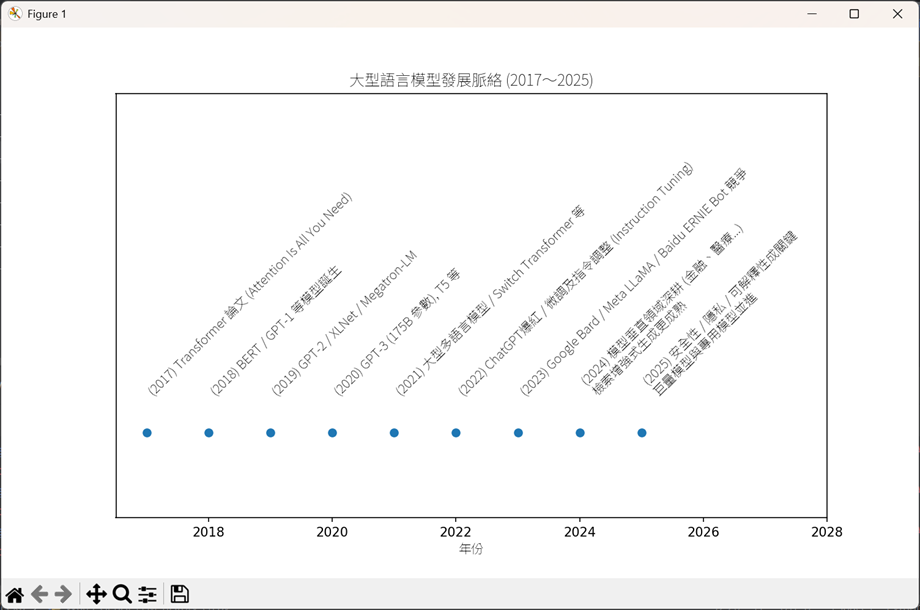 Figure 1
大型語言模型發展脈絡 (2017～2025)
(2017) Transformer 論文 (Attention Is All You Need)
(2018) BERT / GPT-1 等模型誕生
(2019) GPT-2 / XLNet / Megatron-LM
(2020) GPT-3 (175B 參數), T5 等
(2021) 大型多語言模型 / Switch Transformer 等
(2022) ChatGPT爆紅 / 微調及指令調整 (Instruction Tuning)
(2023) Google Bard / Meta LLaMA / Baidu ERNIE Bot 競爭
(2024) 模型垂直領域深耕 (金融、醫療...)
檢索增強式生成更成熟
(2025) 安全性 / 隱私 / 可解釋性成關鍵
巨量模型與專用模型並進
2018 2020 2022 2024 2026 2028
年份